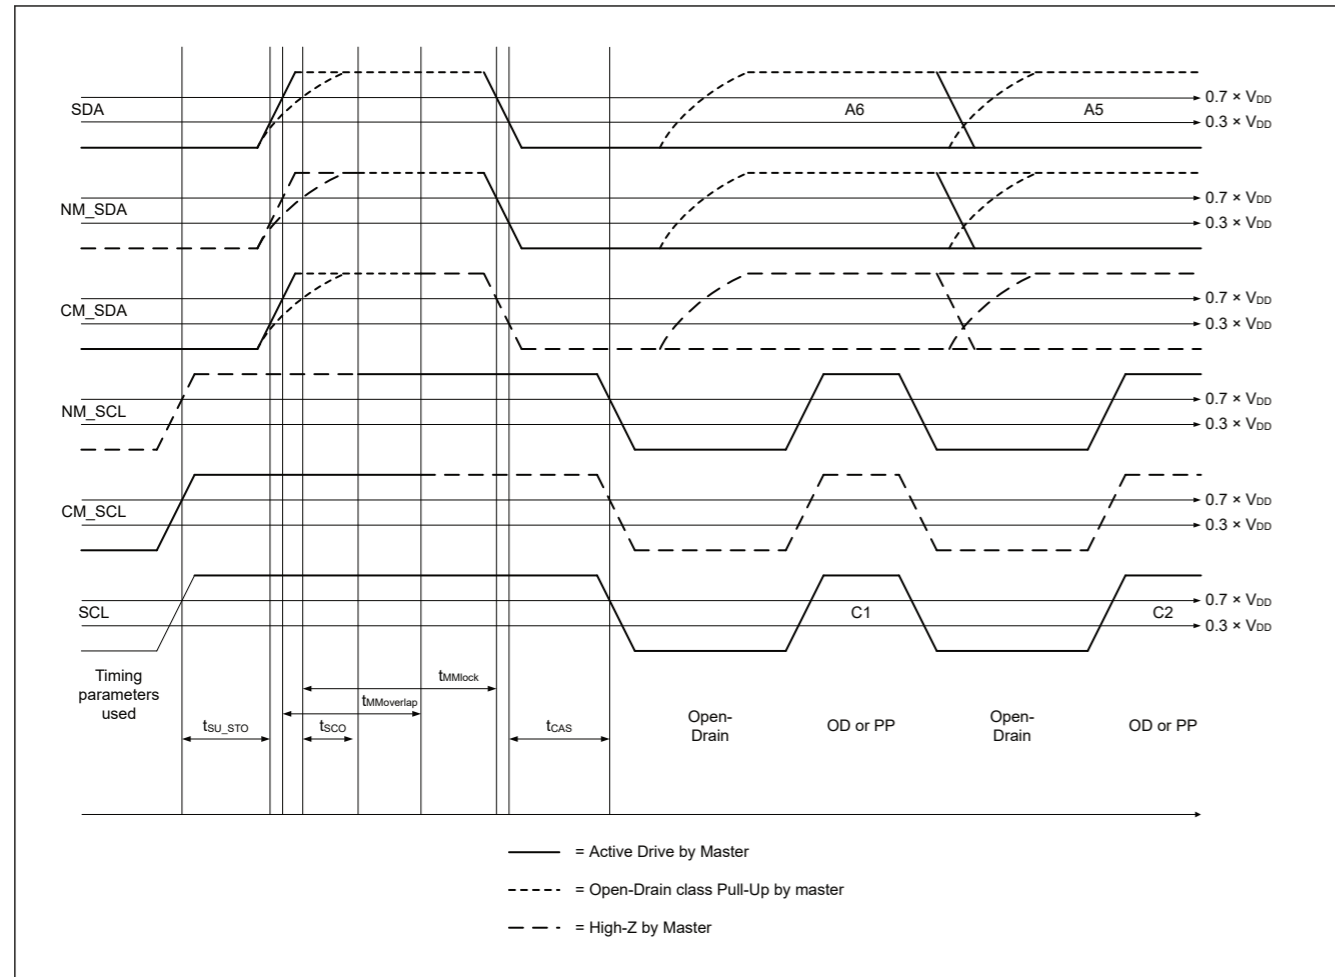 SDA
A6
A5
0.7 × VDD
0.3 × VDD
NM_SDA
0.7 × VDD
0.3 × VDD
CM_SDA
0.7 × VDD
0.3 × VDD
NM_SCL
0.7 × VDD
0.3 × VDD
CM_SCL
0.7 × VDD
0.3 × VDD
SCL
C1
C2
0.7 × VDD
0.3 × VDD
Timing
parameters
used
tMMlock
tMMoverlap
tSU_STO
tSCO
tCAS
Open-
Drain
OD or PP
Open-
Drain
OD or PP
= Active Drive by Master
= Open-Drain class Pull-Up by master
= High-Z by Master